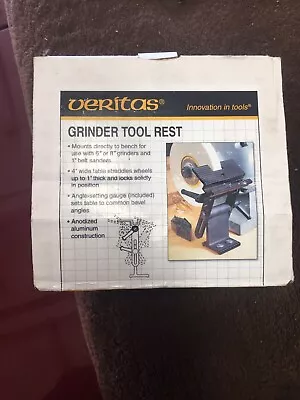 veritas®
Innovation in tools®
GRINDER TOOL REST
• Mounts directly to bench for
use with 6" or 8" grinders and
1" belt sanders.
• 4" wide table straddles wheels
up to 1" thick and locks solidly
in position
• Angle-setting gauge (included)
sets table to common bevel
angles
• Anodized
aluminum
construction